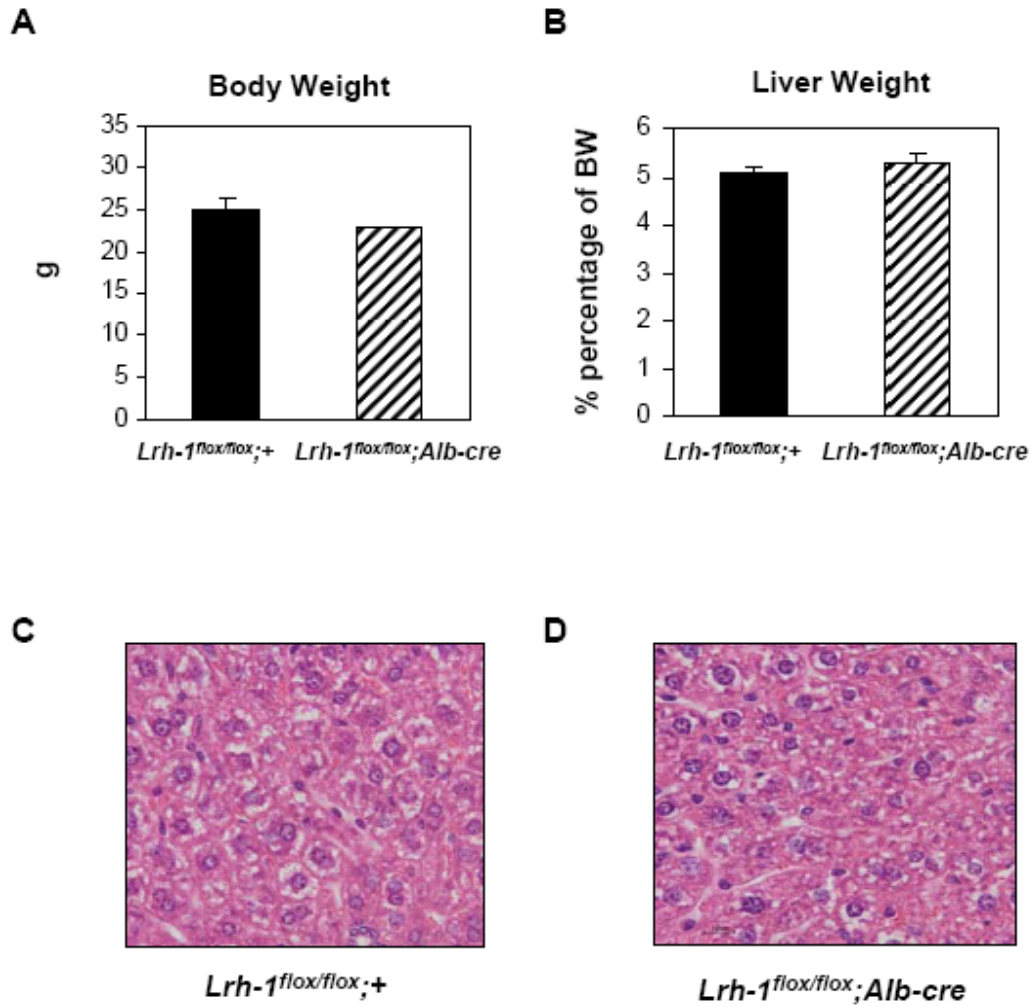 A
Body Weight
35
30
25
20
15
10
5
0
g
Lrh-1flox/flox;+ Lrh-1flox/flox;Alb-cre
B
Liver Weight
6
5
4
3
2
1
0
% percentage of BW
Lrh-1flox/flox;+ Lrh-1flox/flox;Alb-cre
C
Lrh-1flox/flox;+
D
Lrh-1flox/flox;Alb-cre